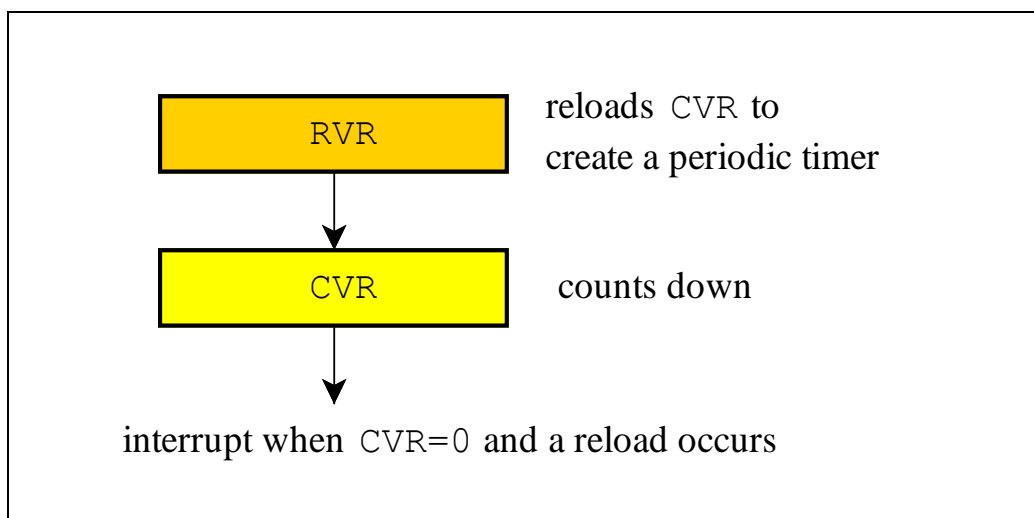 RVR
reloads CVR to
create a periodic timer
CVR
counts down
interrupt when CVR=0 and a reload occurs